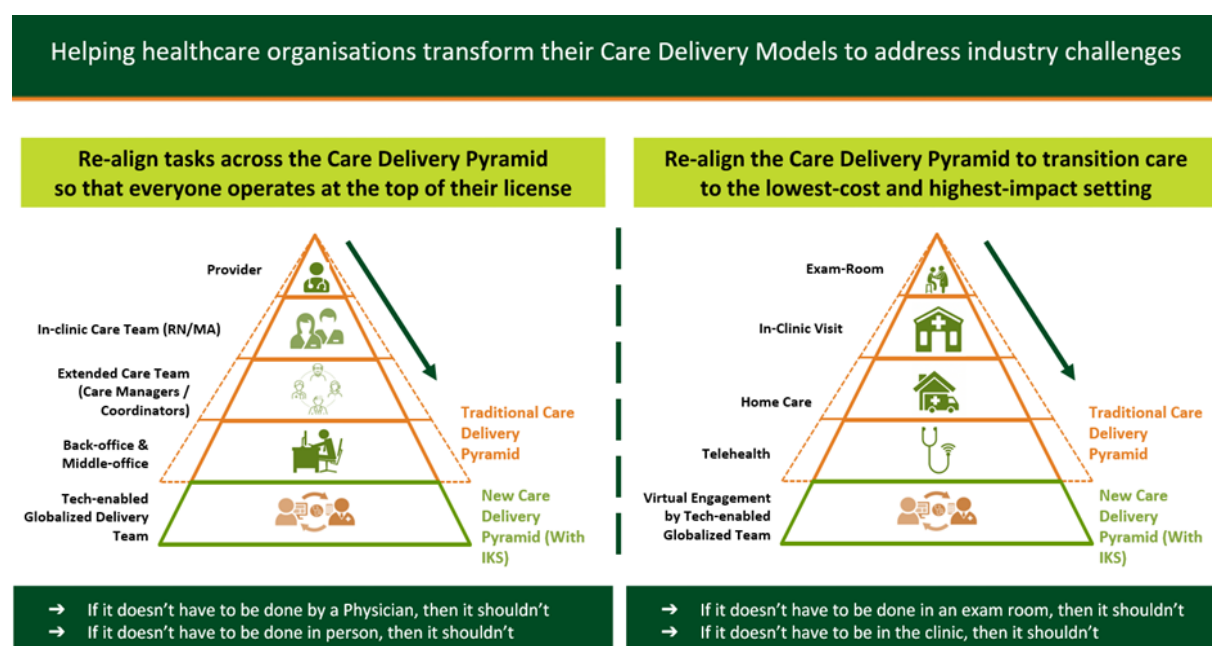 Helping healthcare organisations transform their Care Delivery Models to address industry challenges
Re-align tasks across the Care Delivery Pyramid
so that everyone operates at the top of their license
Provider
In-clinic Care Team (RN/MA)
Extended Care Team
(Care Managers /
Coordinators)
Back-office &
Middle-office
Tech-enabled
Globalized Delivery
Team
Traditional Care
Delivery
Pyramid
New Care
Delivery
Pyramid (With
IKS)
➔ If it doesn’t have to be done by a Physician, then it shouldn’t
➔ If it doesn’t have to be done in person, then it shouldn’t
Re-align the Care Delivery Pyramid to transition care
to the lowest-cost and highest-impact setting
Exam-Room
In-Clinic Visit
Home Care
Telehealth
Virtual Engagement
by Tech-enabled
Globalized Team
Traditional Care
Delivery
Pyramid
New Care
Delivery
Pyramid (With
IKS)
➔ If it doesn’t have to be done in an exam room, then it shouldn’t
➔ If it doesn’t have to be in the clinic, then it shouldn’t